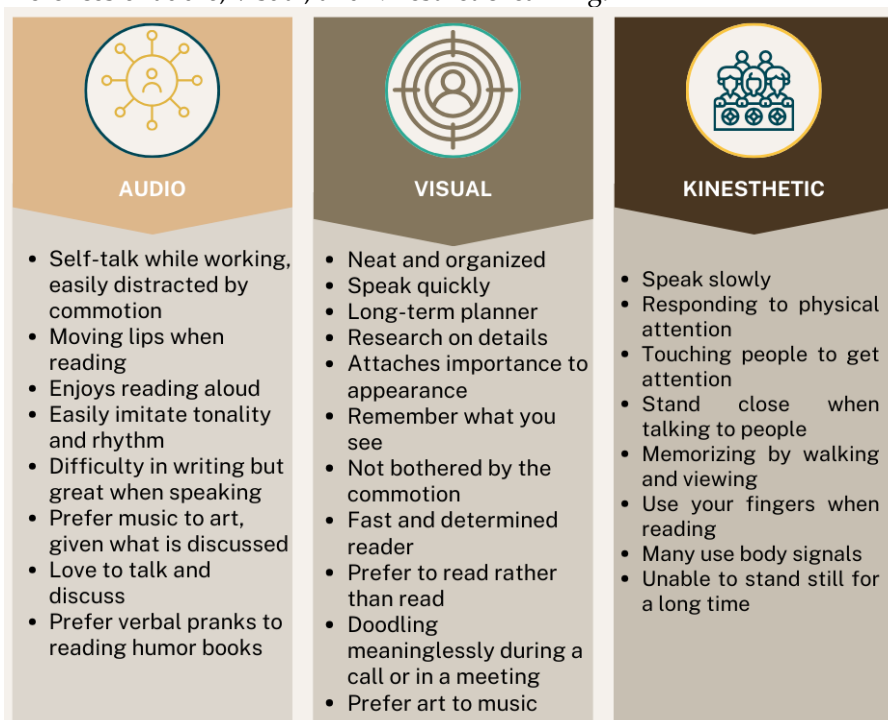 AUDIO
Self-talk while working,
easily distracted by
commotion
Moving lips when
reading
Enjoys reading aloud
Easily imitate tonality
and rhythm
Difficulty in writing but
great when speaking
Prefer music to art,
given what is discussed
Love to talk and
discuss
Prefer verbal pranks to
reading humor books
VISUAL
Neat and organized
Speak quickly
Long-term planner
Research on details
Attaches importance to
appearance
Remember what you
see
Not bothered by the
commotion
Fast and determined
reader
Prefer to read rather
than read
Doodling
meaninglessly during a
call or in a meeting
Prefer art to music
KINESTHETIC
Speak slowly
Responding to physical
attention
Touching people to get
attention
Stand close when
talking to people
Memorizing by walking
and viewing
Use your fingers when
reading
Many use body signals
Unable to stand still for
a long time